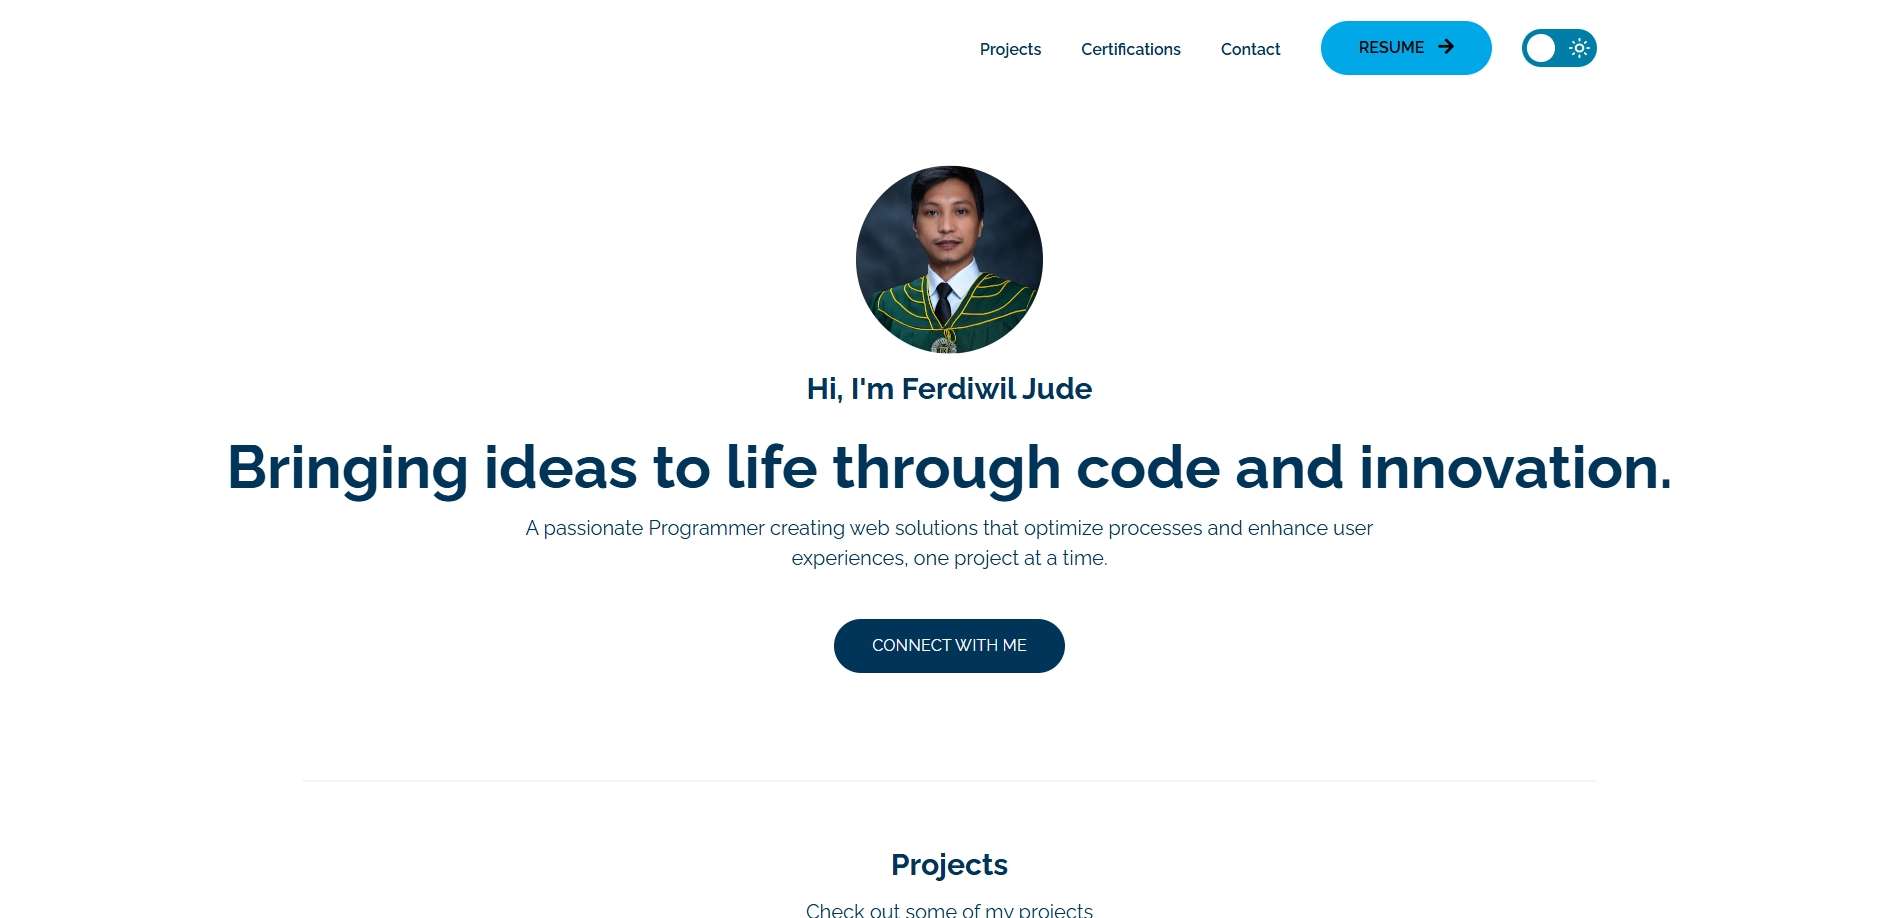 Projects Certifications Contact RESUME
Hi, I'm Ferdiwil Jude
Bringing ideas to life through code and innovation.
A passionate Programmer creating web solutions that optimize processes and enhance user
experiences, one project at a time.
CONNECT WITH ME
Projects
Check out some of my projects